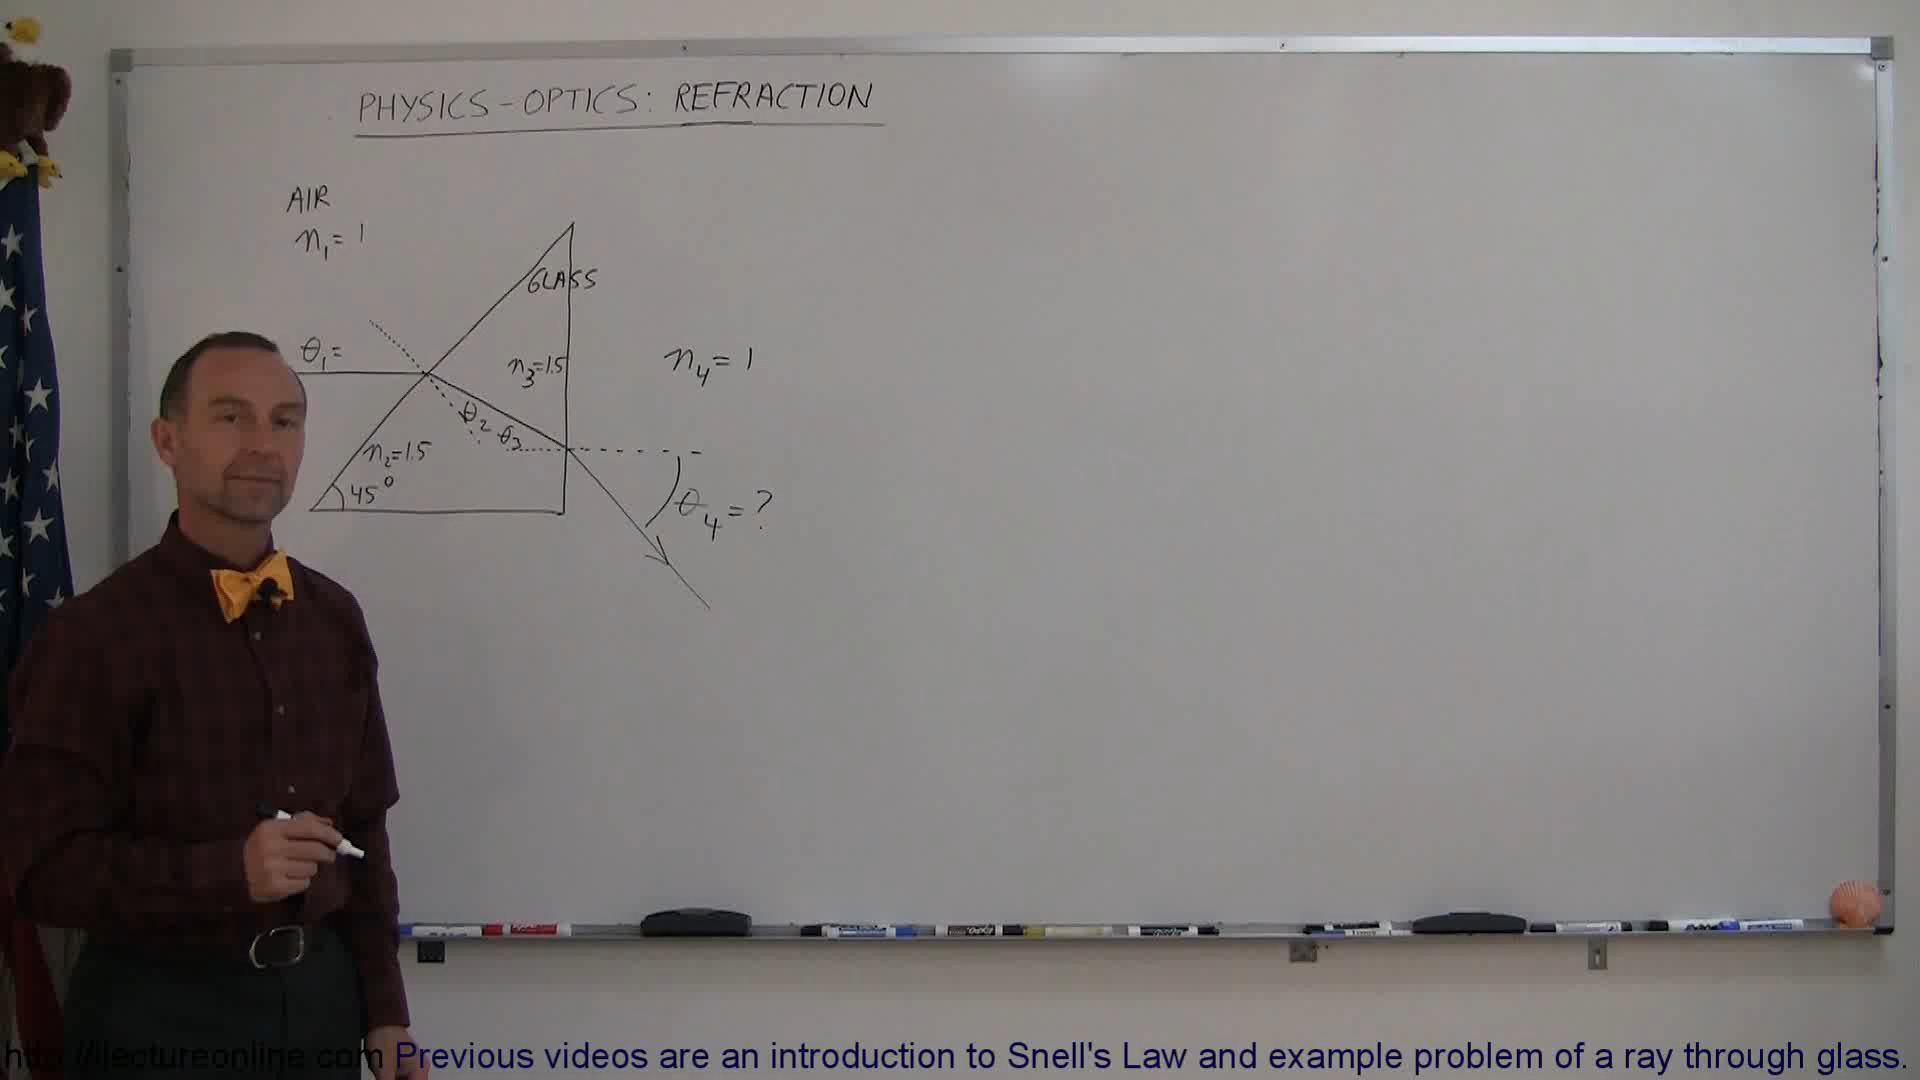 PHYSICS - OPTICS: REFRACTION
AIR
n₁ = 1
GLASS
θ₁ =
n₃=1.5
n₄ = 1
θ₂
θ₃
n₂=1.5
45°
θ₄ = ?
http://ilectureonline.com Previous videos are an introduction to Snell's Law and example problem of a ray through glass.